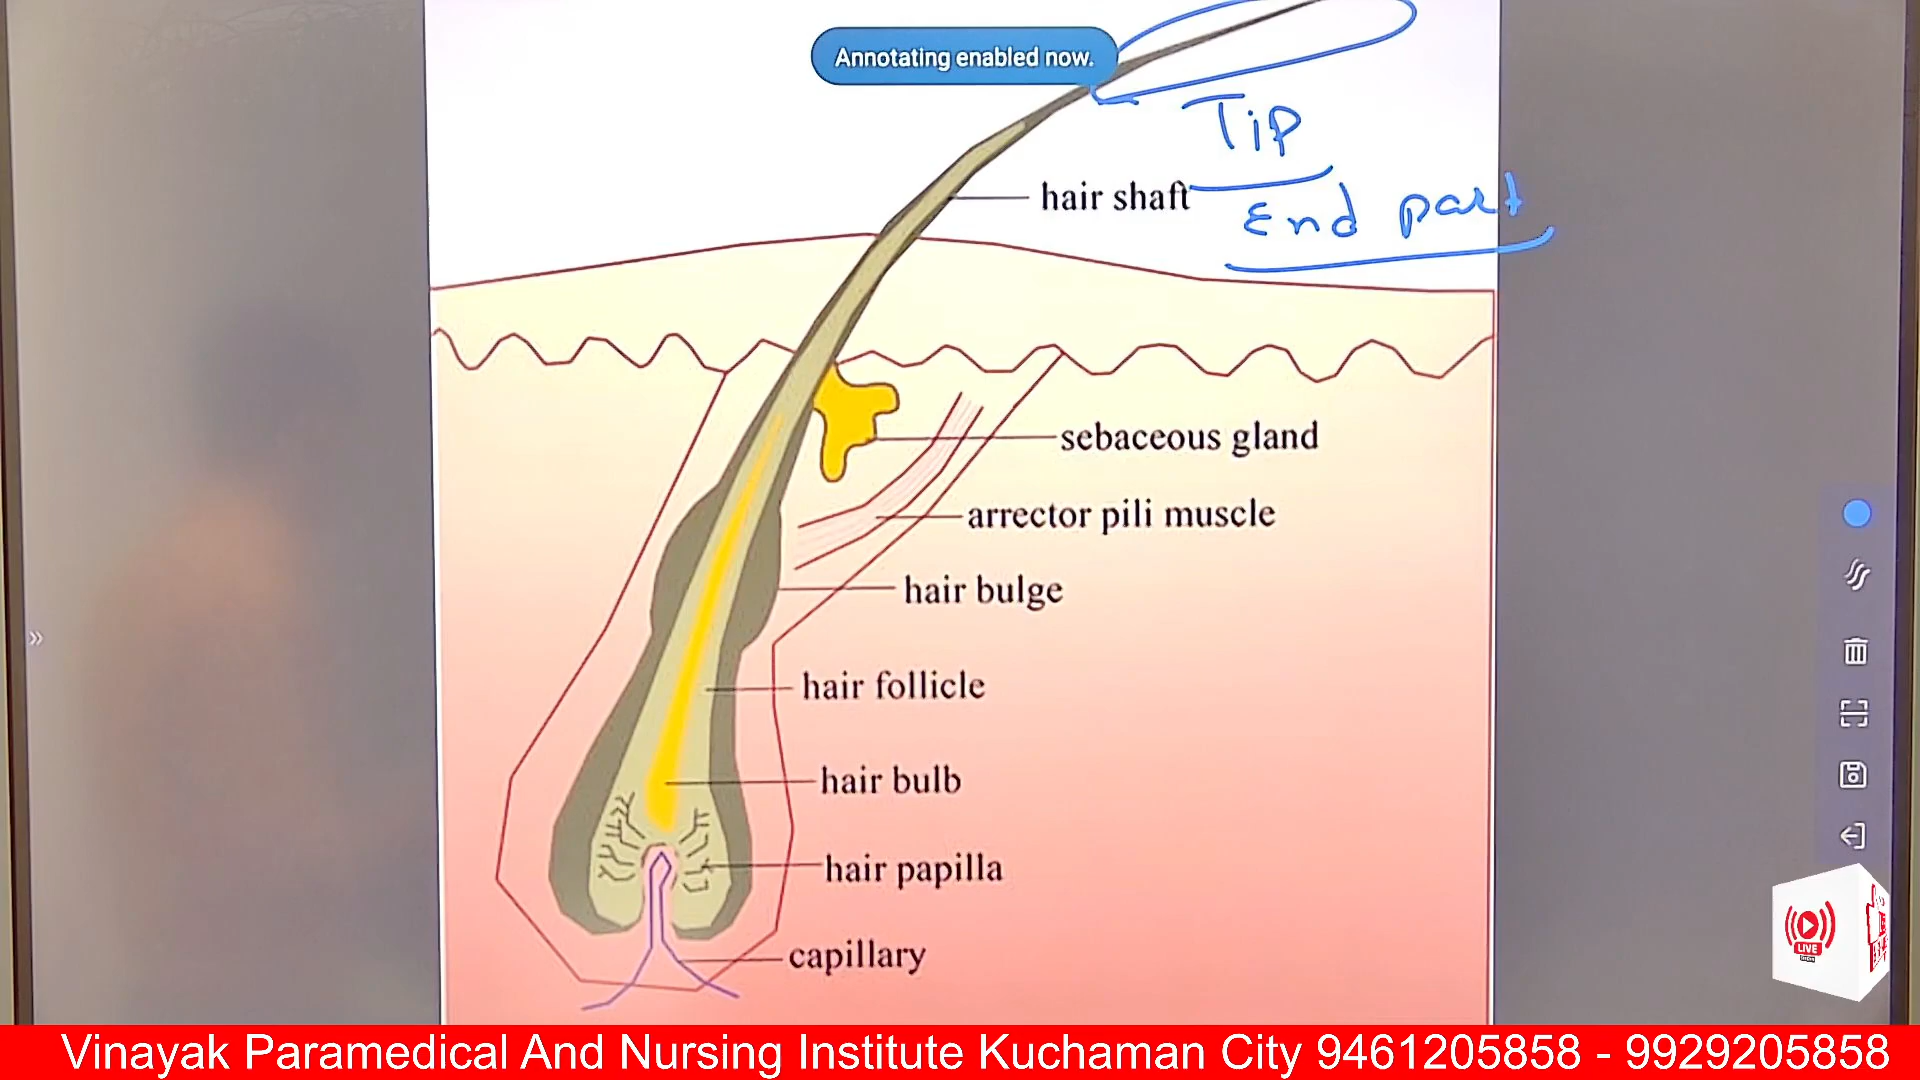 Annotating enabled now.
Tip
hair shaft
End part
sebaceous gland
arrector pili muscle
hair bulge
hair follicle
hair bulb
hair papilla
capillary
LIVE
Vinayak Paramedical And Nursing Institute Kuchaman City 9461205858 - 9929205858